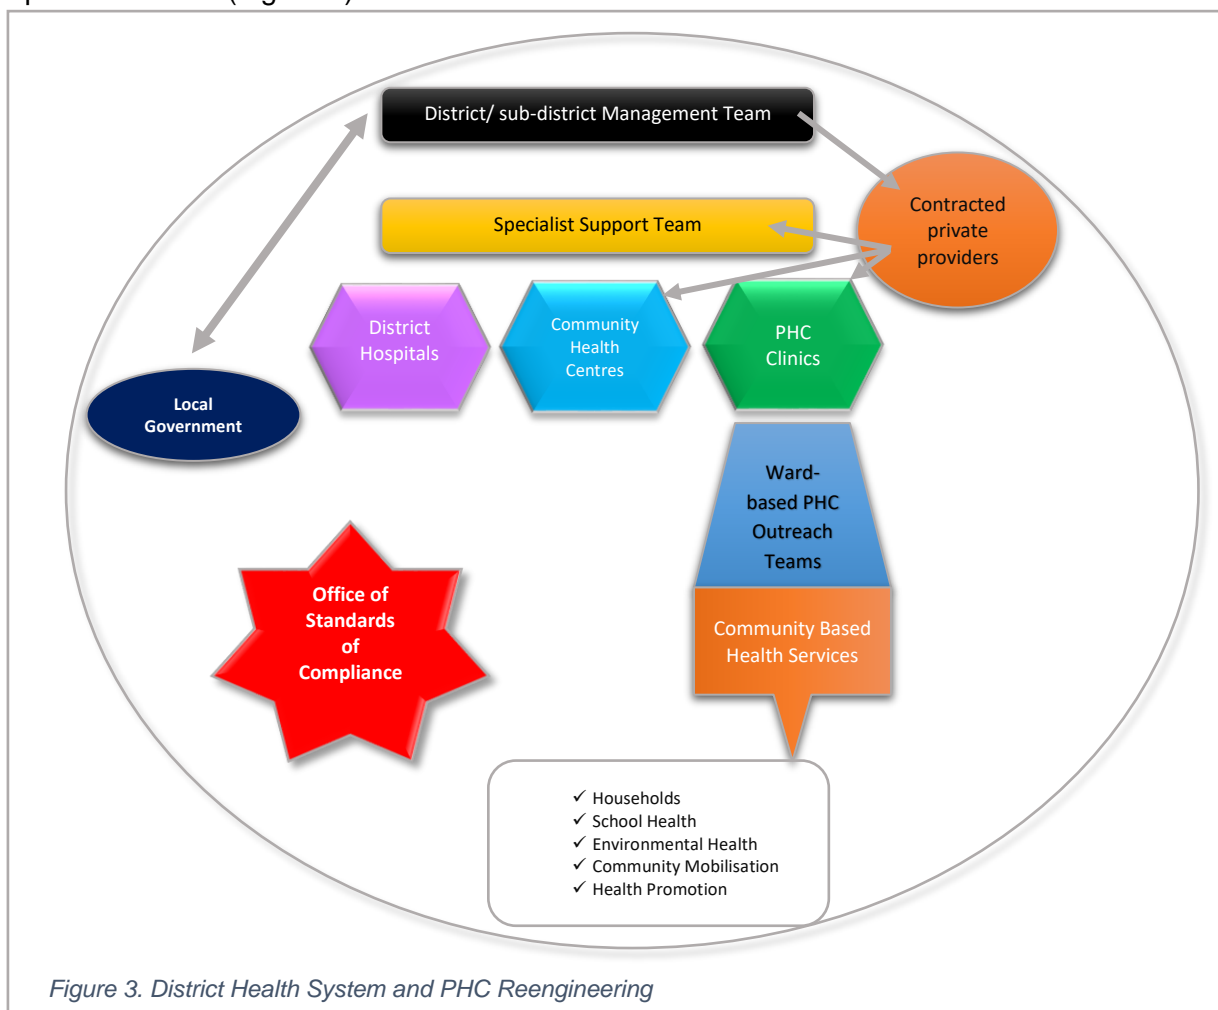 District/ sub-district Management Team
Specialist Support Team
Contracted
private
providers
District
Hospitals
Community
Health
Centres
PHC
Clinics
Local
Government
Ward-
based PHC
Outreach
Teams
Office of
Standards
of
Compliance
Community Based
Health Services
✓ Households
✓ School Health
✓ Environmental Health
✓ Community Mobilisation
✓ Health Promotion
Figure 3. District Health System and PHC Reengineering